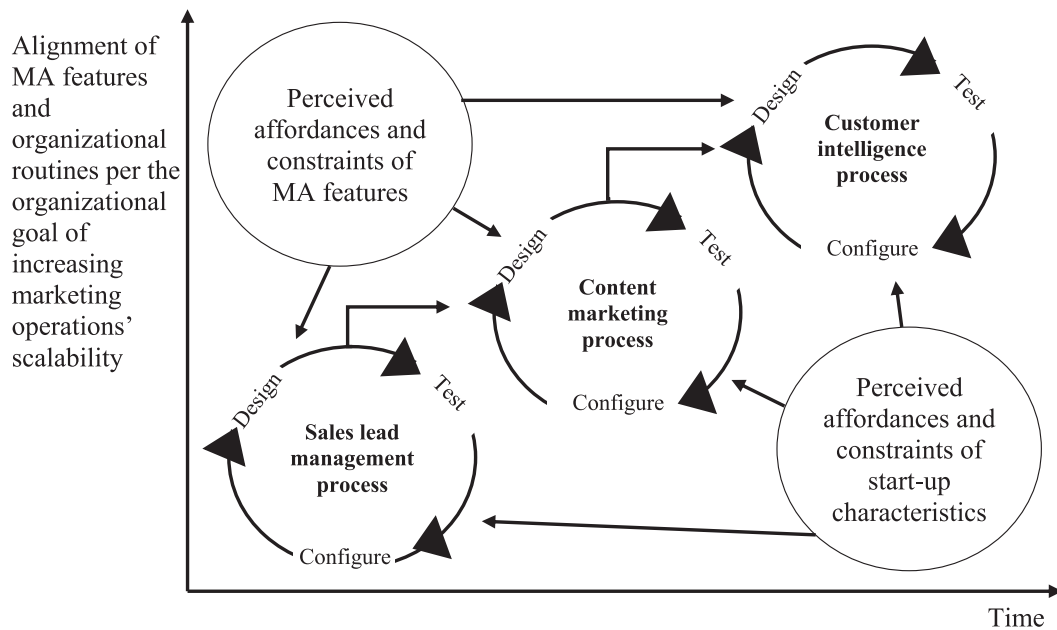 Alignment of
MA features
and
organizational
routines per the
organizational
goal of
increasing
marketing
operations’
scalability
Perceived
affordances and
constraints of
MA features
Design
Test
Customer
intelligence
process
Configure
Design
Test
Content
marketing
process
Configure
Design
Test
Sales lead
management
process
Configure
Perceived
affordances and
constraints of
start-up
characteristics
Time